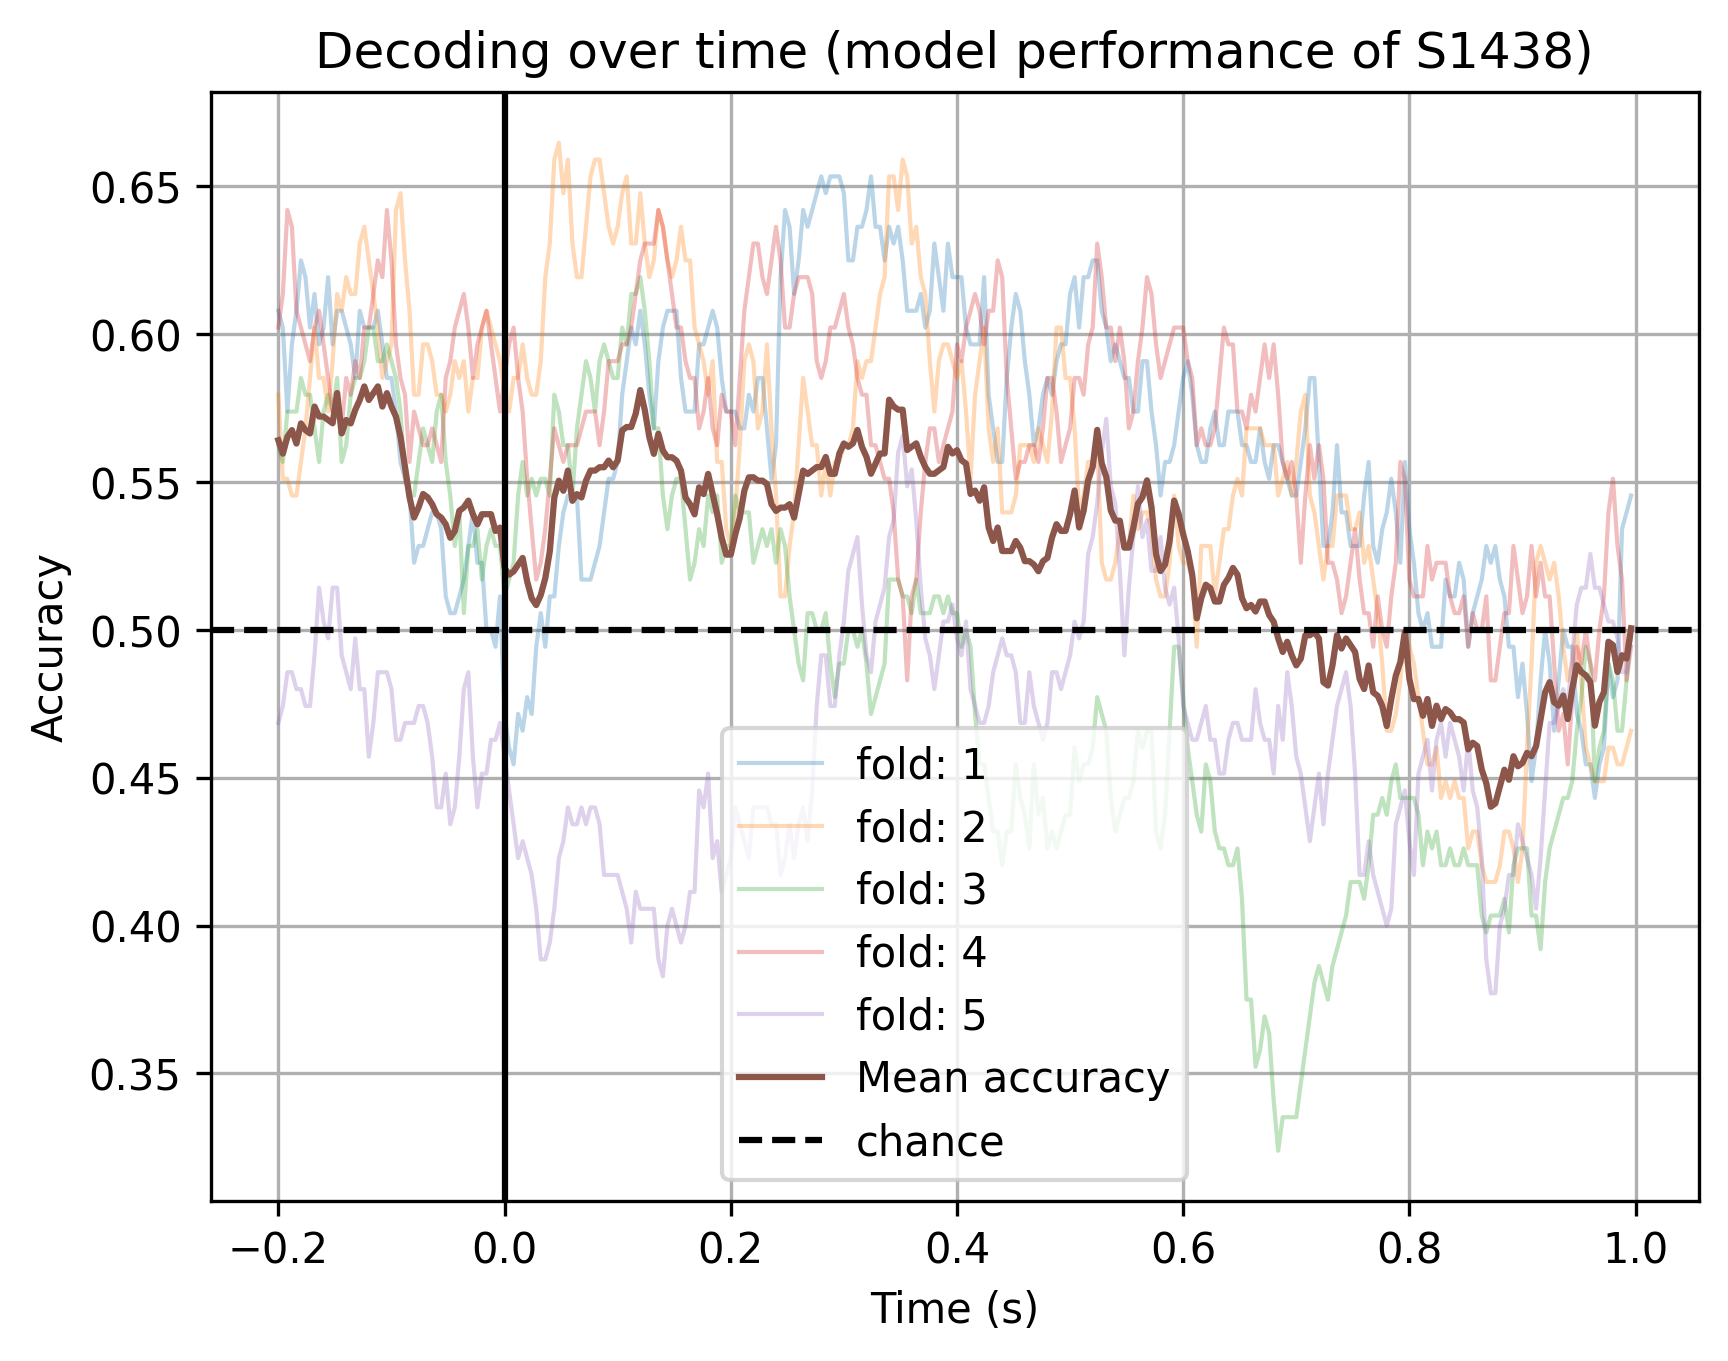 Decoding over time (model performance of S1438)
Accuracy
0.65
0.60
0.55
0.50
0.45
0.40
0.35
−0.2
0.0
0.2
0.4
0.6
0.8
1.0
Time (s)
fold: 1
fold: 2
fold: 3
fold: 4
fold: 5
Mean accuracy
chance